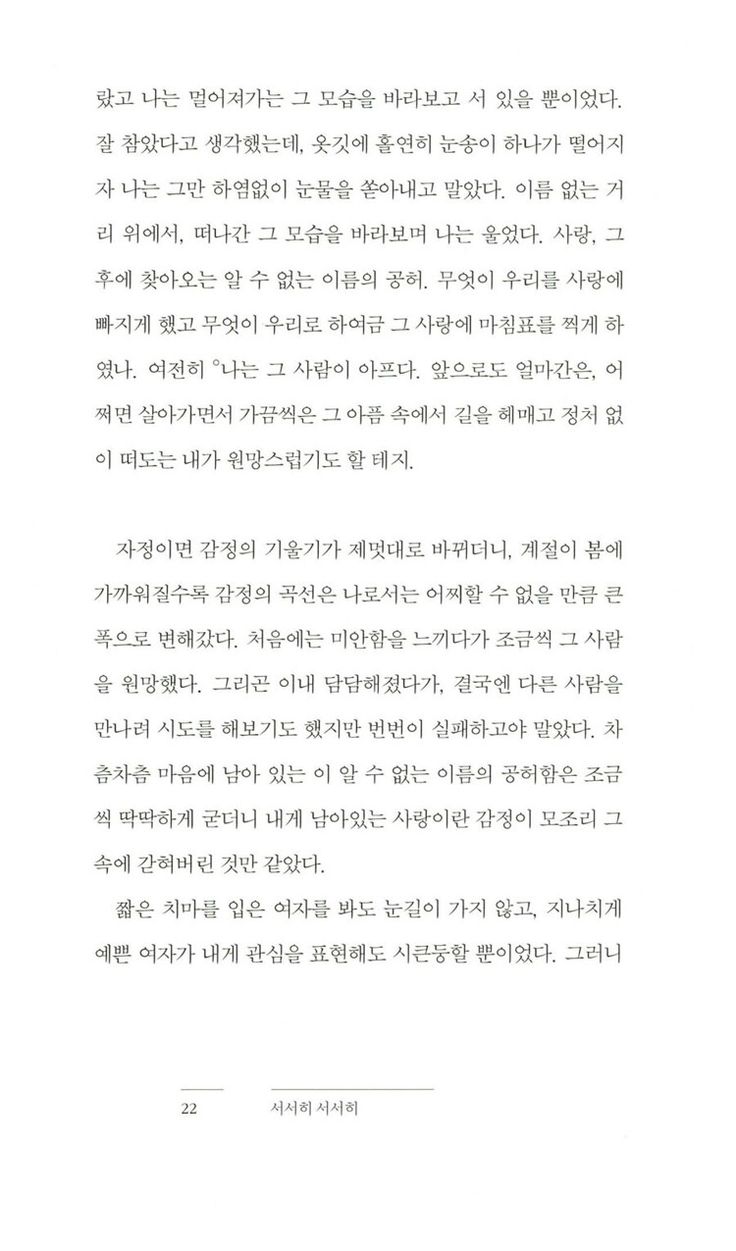 랐고 나는 멀어져가는 그 모습을 바라보고 서 있을 뿐이었다.
잘 참았다고 생각했는데, 옷깃에 홀연히 눈송이 하나가 떨어지
자 나는 그만 하염없이 눈물을 쏟아내고 말았다. 이름 없는 거
리 위에서, 떠나간 그 모습을 바라보며 나는 울었다. 사랑, 그
후에 찾아오는 알 수 없는 이름의 공허. 무엇이 우리를 사랑에
빠지게 했고 무엇이 우리로 하여금 그 사랑에 마침표를 찍게 하
였나. 여전히 °나는 그 사람이 아프다. 앞으로도 얼마간은, 어
쩌면 살아가면서 가끔씩은 그 아픔 속에서 길을 헤매고 정처 없
이 떠도는 내가 원망스럽기도 할 테지.
자정이면 감정의 기울기가 제멋대로 바뀌더니, 계절이 봄에
가까워질수록 감정의 곡선은 나로서는 어찌할 수 없을 만큼 큰
폭으로 변해갔다. 처음에는 미안함을 느끼다가 조금씩 그 사람
을 원망했다. 그리곤 이내 담담해졌다가, 결국엔 다른 사람을
만나려 시도를 해보기도 했지만 번번이 실패하고야 말았다. 차
츰차츰 마음에 남아 있는 이 알 수 없는 이름의 공허함은 조금
씩 딱딱하게 굳더니 내게 남아있는 사랑이란 감정이 모조리 그
속에 갇혀버린 것만 같았다.
짧은 치마를 입은 여자를 봐도 눈길이 가지 않고, 지나치게
예쁜 여자가 내게 관심을 표현해도 시큰둥할 뿐이었다. 그러니
22 서서히 서서히